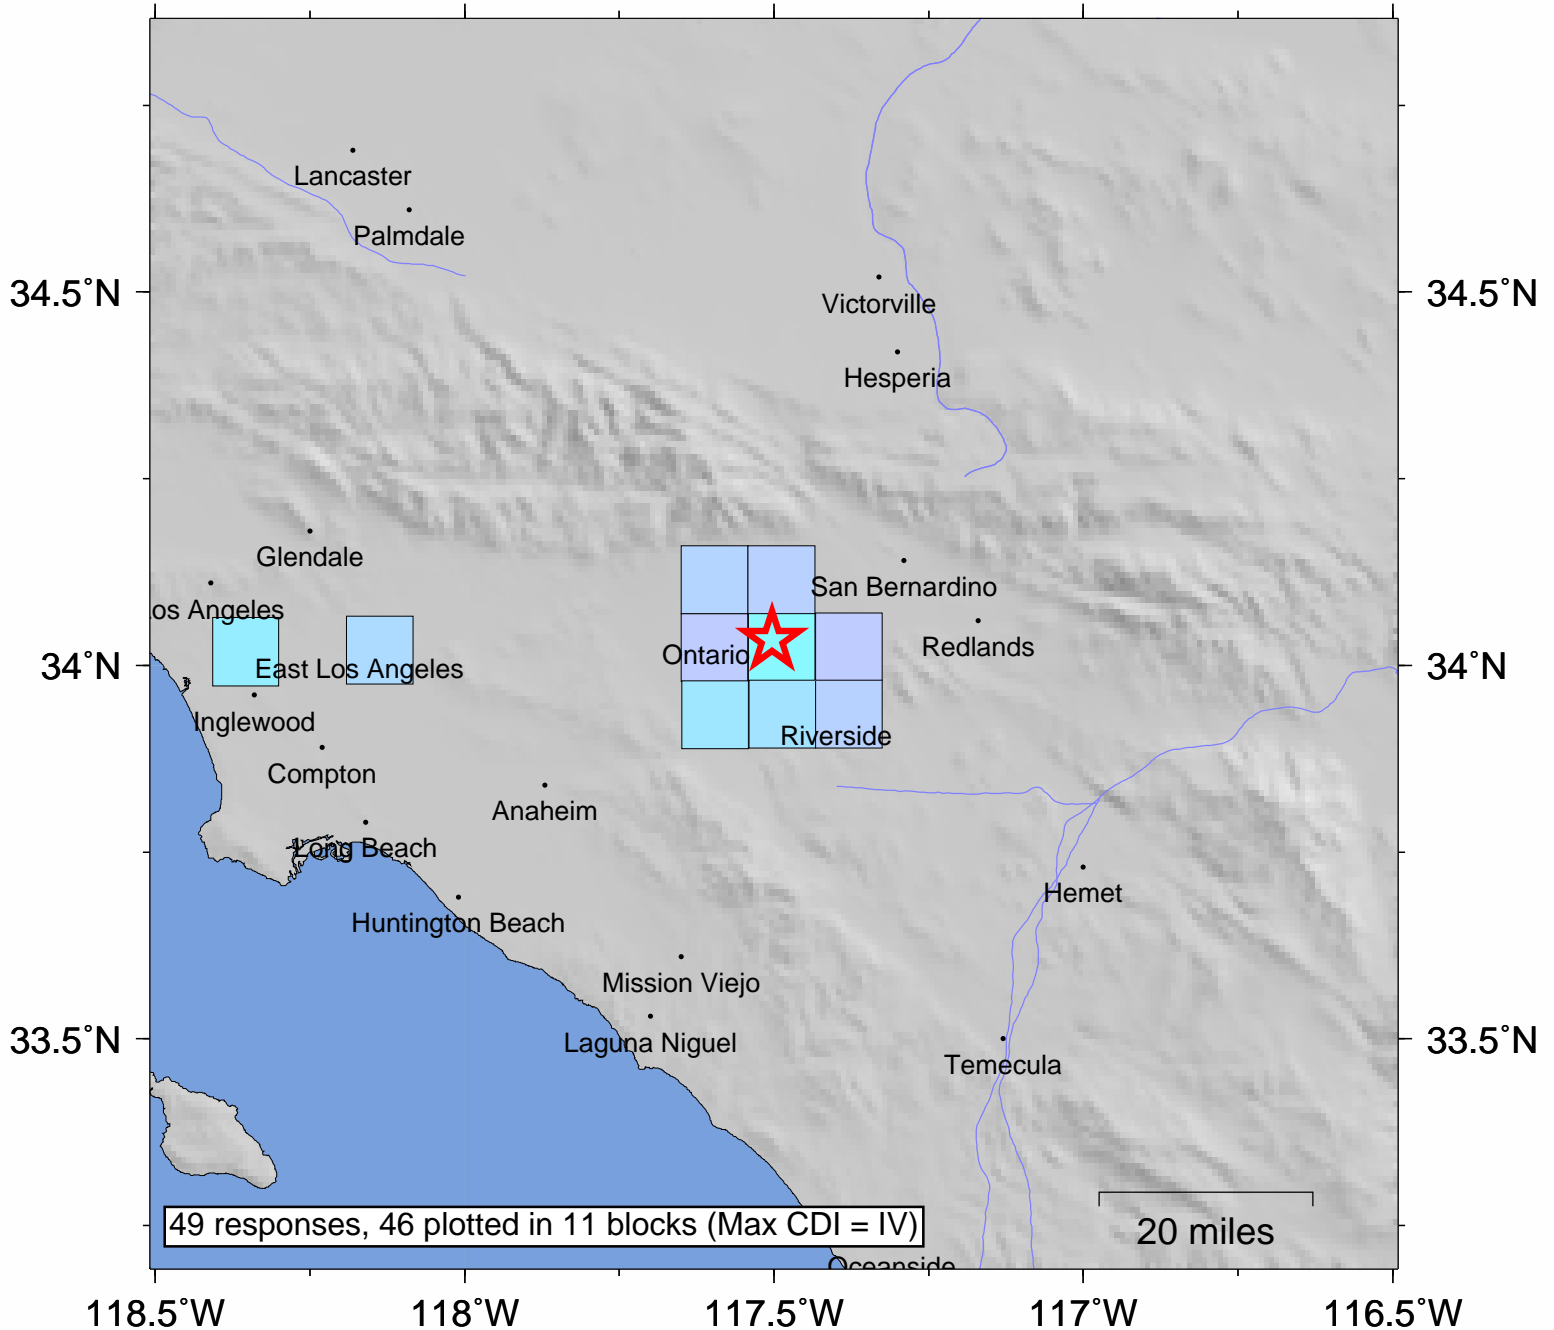 Lancaster
Palmdale
34.5°N
34.5°N
Victorville
Hesperia
Glendale
San Bernardino
os Angeles
Redlands
Ontario
34°N
East Los Angeles
34°N
Inglewood
Riverside
Compton
Anaheim
Long Beach
Hemet
Huntington Beach
Mission Viejo
33.5°N
Laguna Niguel
33.5°N
Temecula
49 responses, 46 plotted in 11 blocks (Max CDI = IV)
20 miles
Oceanside
118.5°W
118°W
117.5°W
117°W
116.5°W